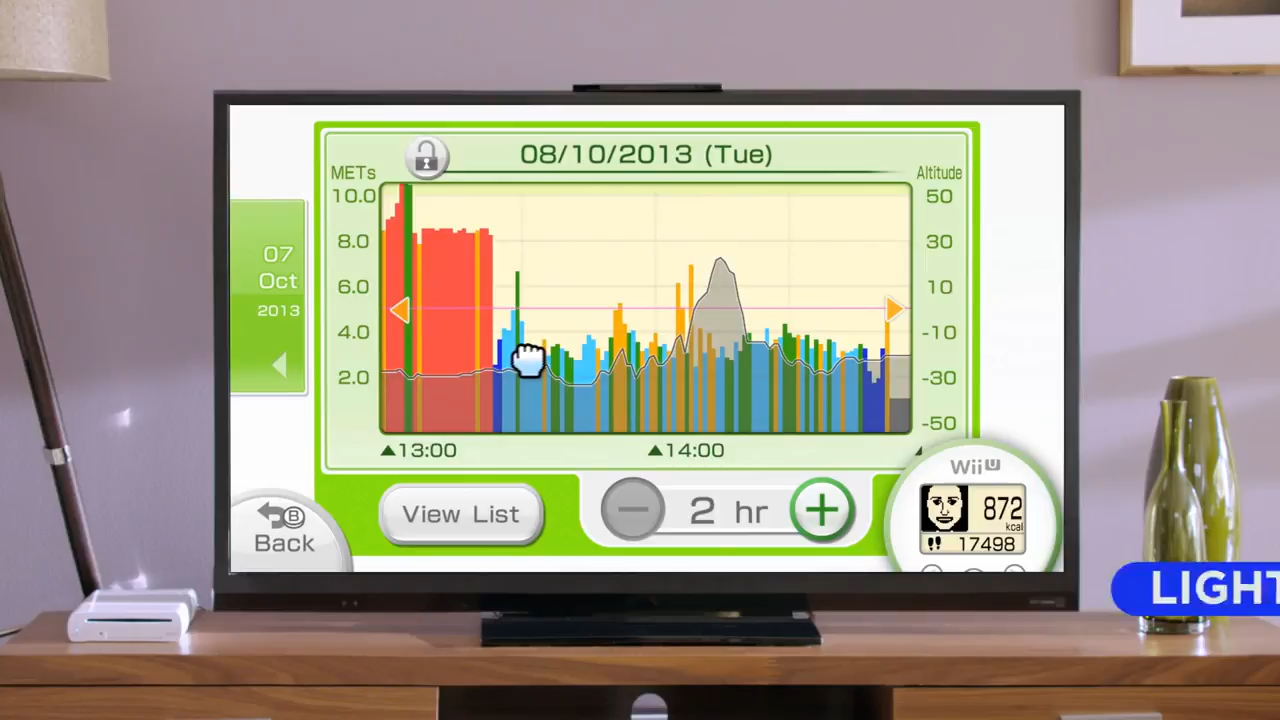 08/10/2013 (Tue)
METs
Altitude
10.0
8.0
6.0
4.0
2.0
50
30
10
-10
-30
-50
07
Oct
2013
13:00
14:00
WiiU
872
kcal
17498
View List
2 hr
B
Back
LIGHT